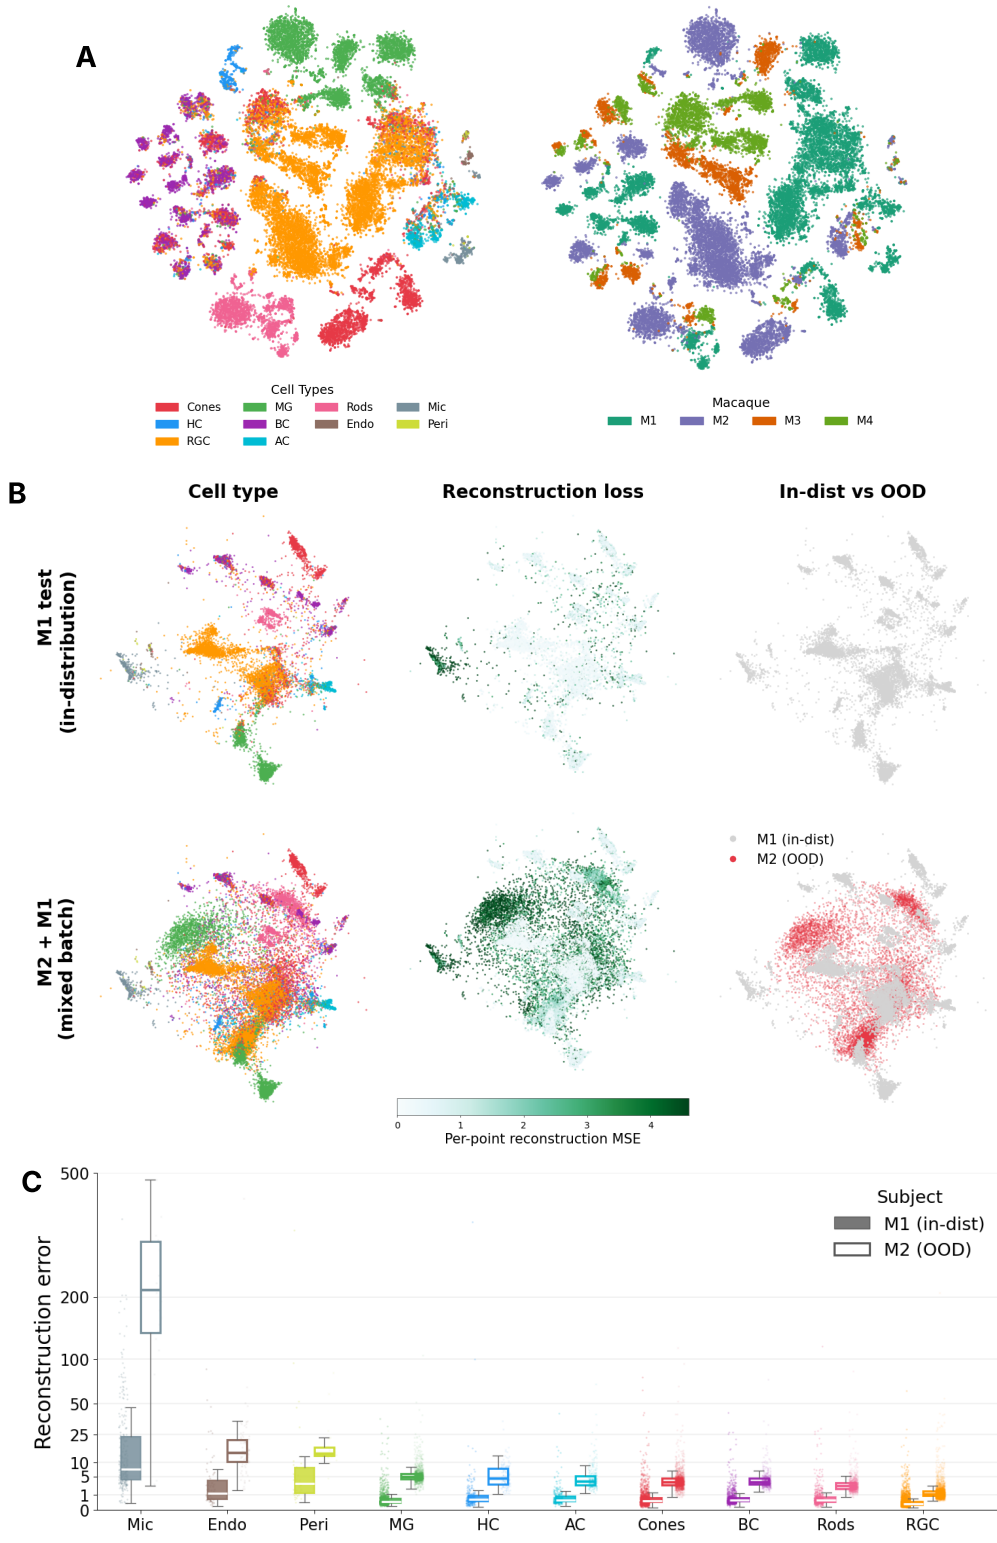 A
Cell Types
Cones
MG
Rods
Mic
HC
BC
Endo
Peri
RGC
AC
Macaque
M1
M2
M3
M4
B
Cell type
Reconstruction loss
In-dist vs OOD
M1 test
(in-distribution)
M2 + M1
(mixed batch)
M1 (in-dist)
M2 (OOD)
0
1
2
3
4
Per-point reconstruction MSE
C
Reconstruction error
500
200
100
50
25
10
5
1
0
Subject
M1 (in-dist)
M2 (OOD)
Mic
Endo
Peri
MG
HC
AC
Cones
BC
Rods
RGC